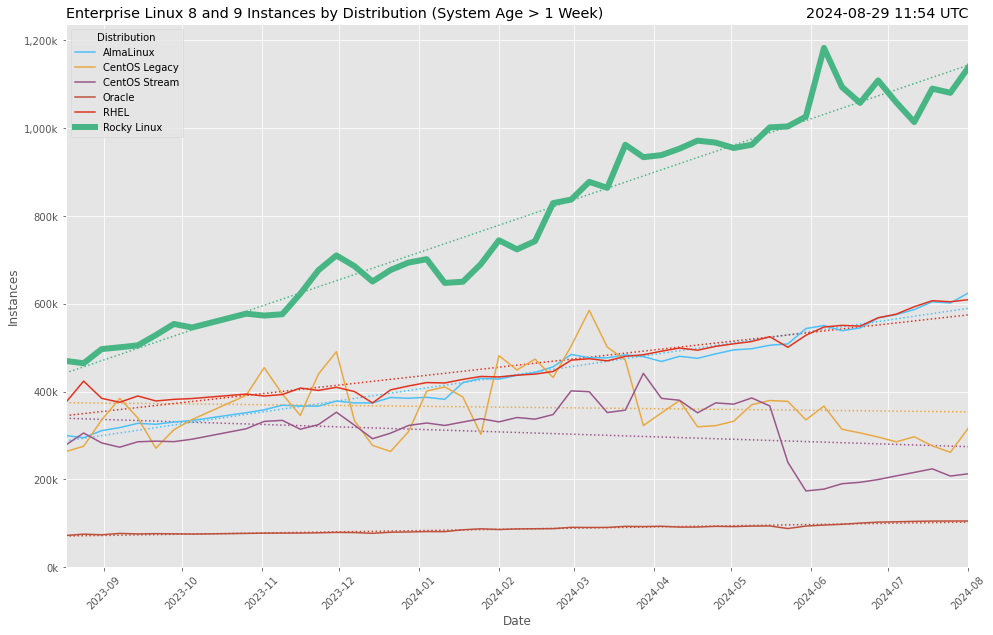 Enterprise Linux 8 and 9 Instances by Distribution (System Age > 1 Week)
2024-08-29 11:54 UTC
Distribution
AlmaLinux
CentOS Legacy
CentOS Stream
Oracle
RHEL
Rocky Linux
1,200k
1,000k
800k
600k
400k
200k
0k
Instances
2023-09
2023-10
2023-11
2023-12
2024-01
2024-02
2024-03
2024-04
2024-05
2024-06
2024-07
2024-08
Date